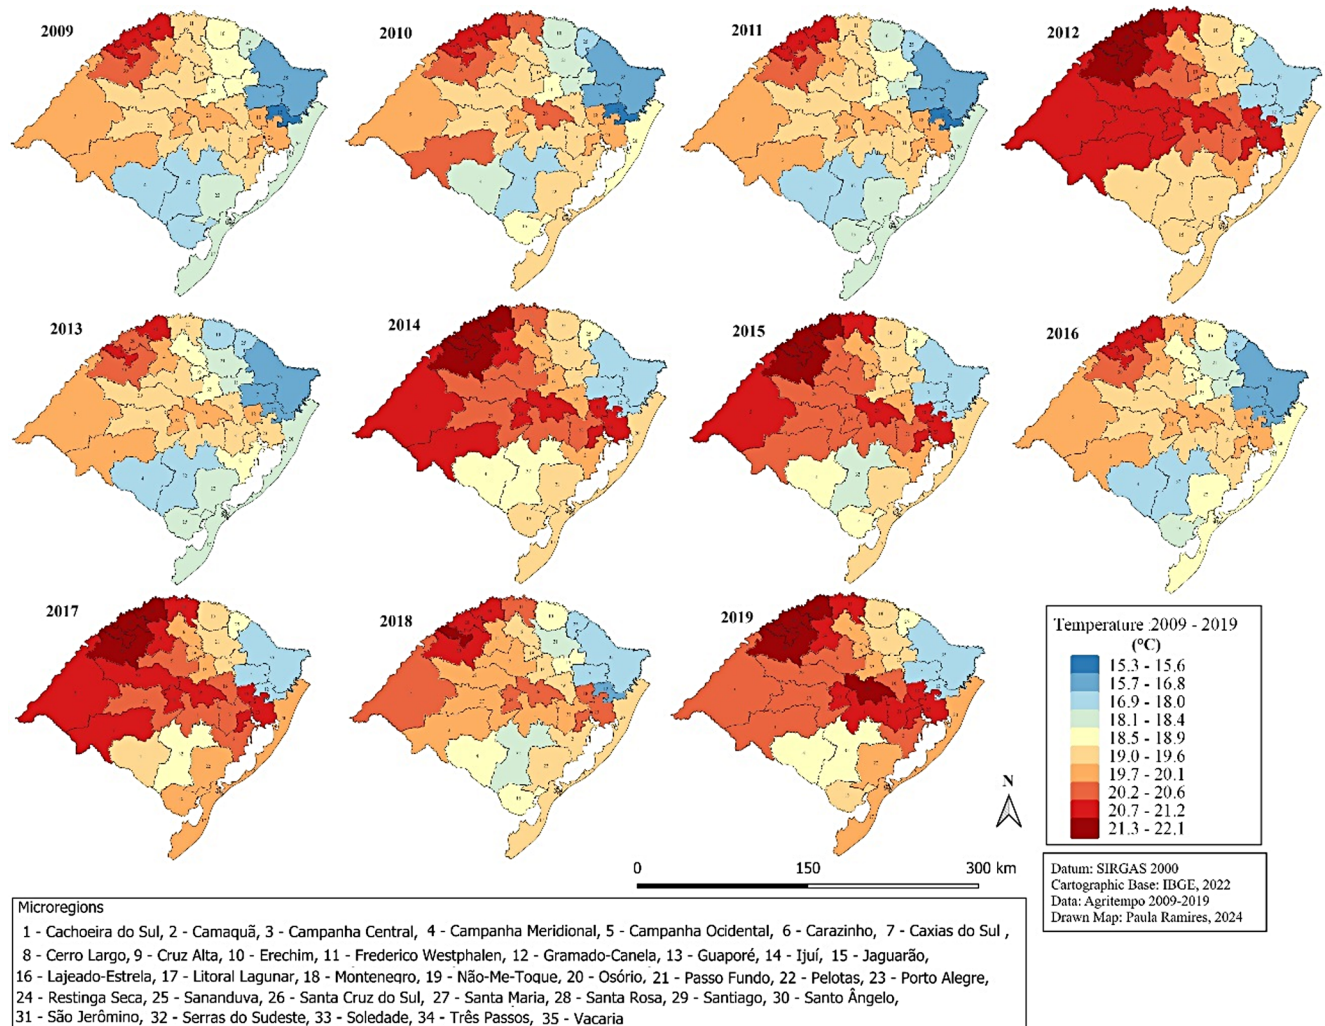 2009
2010
2011
2012
2013
2014
2015
2016
2017
2018
2019
Temperature :2009 - 2019
(°C)
15.3 - 15.6
15.7 - 16.8
16.9 - 18.0
18.1 - 18.4
18.5 - 18.9
19.0 - 19.6
19.7 - 20.1
20.2 - 20.6
20.7 - 21.2
21.3 - 22.1
N
0 150 300 km
Datum: SIRGAS 2000
Cartographic Base: IBGE, 2022
Data: Agritempo 2009-2019
Drawn Map: Paula Ramires, 2024
Microregions
1 - Cachoeira do Sul, 2 - Camaquã, 3 - Campanha Central, 4 - Campanha Meridional, 5 - Campanha Ocidental, 6 - Carazinho, 7 - Caxias do Sul ,
8 - Cerro Largo, 9 - Cruz Alta, 10 - Erechim, 11 - Frederico Westphalen, 12 - Gramado-Canela, 13 - Guaporé, 14 - Ijuí, 15 - Jaguarão,
16 - Lajeado-Estrela, 17 - Litoral Lagunar, 18 - Montenegro, 19 - Não-Me-Toque, 20 - Osório, 21 - Passo Fundo, 22 - Pelotas, 23 - Porto Alegre,
24 - Restinga Seca, 25 - Sananduva, 26 - Santa Cruz do Sul, 27 - Santa Maria, 28 - Santa Rosa, 29 - Santiago, 30 - Santo Ângelo,
31 - São Jerômino, 32 - Serras do Sudeste, 33 - Soledade, 34 - Três Passos, 35 - Vacaria